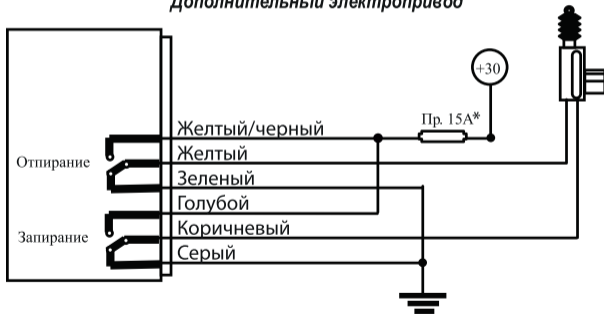 Дополнительный электропривод
+30
Пр. 15А*
Желтый/черный
Желтый
Отпирание
Зеленый
Голубой
Коричневый
Запирание
Серый